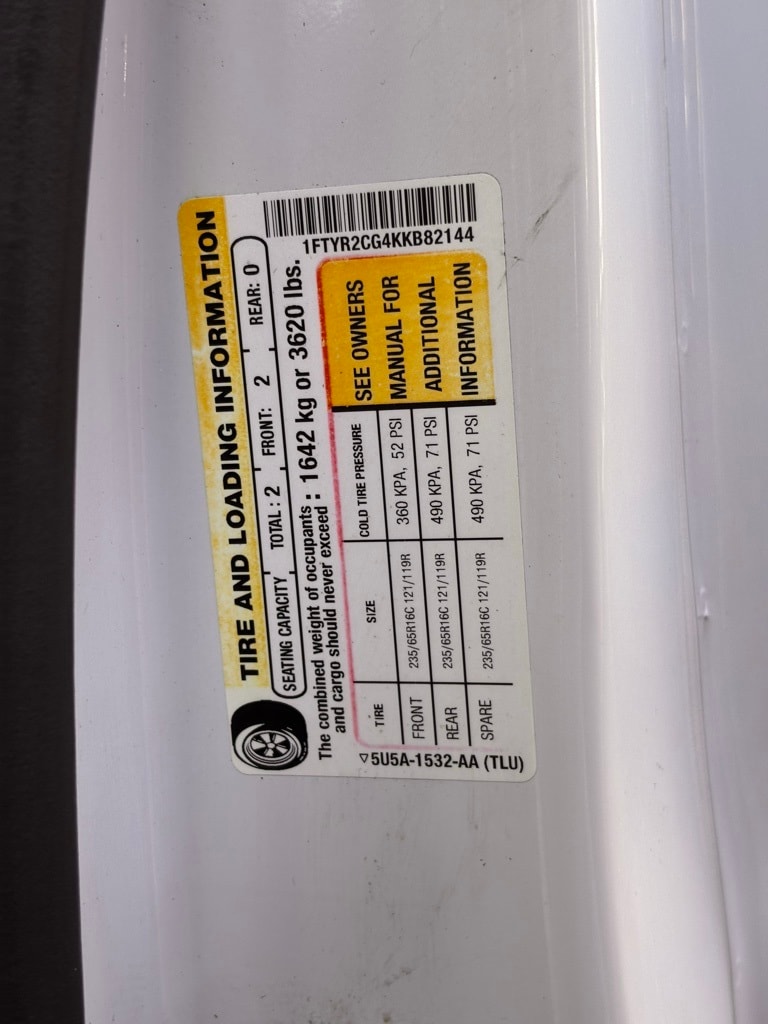 TIRE AND LOADING INFORMATION
SEATING CAPACITY TOTAL : 2 FRONT: 2 REAR: 0
The combined weight of occupants
and cargo should never exceed : 1642 kg or 3620 lbs.
1FTYR2CG4KKB82144
TIRE SIZE COLD TIRE PRESSURE
FRONT 235/65R16C 121/119R 360 KPA, 52 PSI
REAR 235/65R16C 121/119R 490 KPA, 71 PSI
SPARE 235/65R16C 121/119R 490 KPA, 71 PSI
SEE OWNERS
MANUAL FOR
ADDITIONAL
INFORMATION
5U5A-1532-AA (TLU)